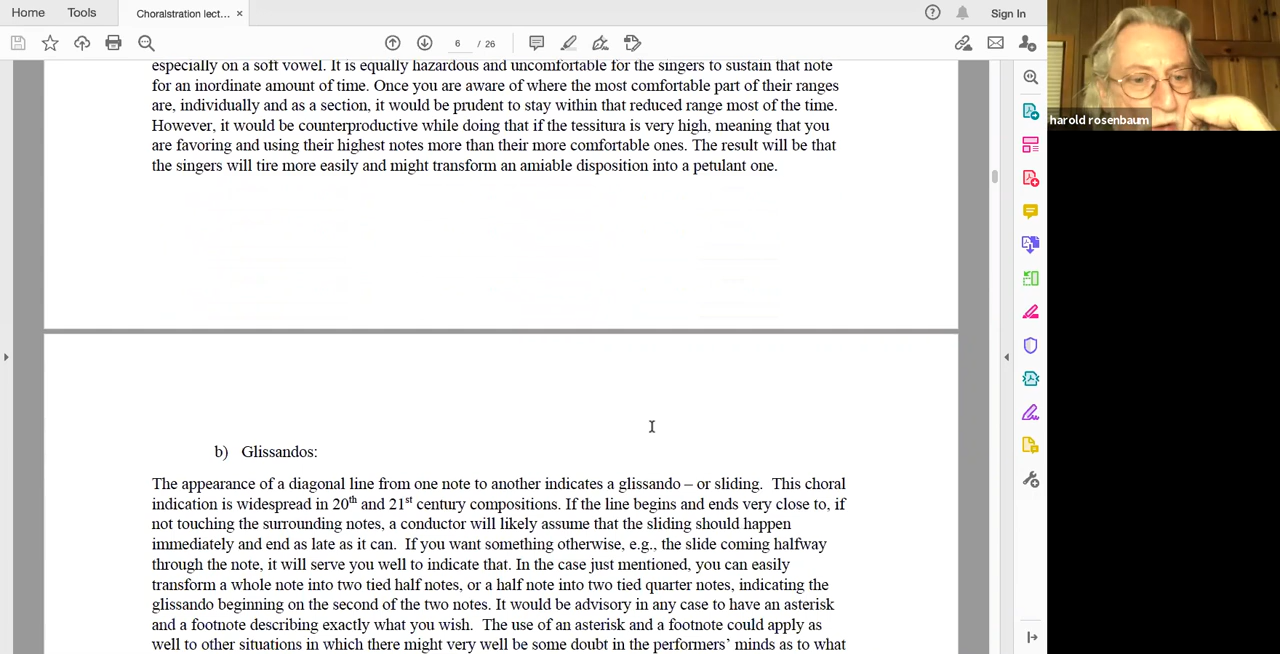 Home Tools Choralstration lect... × Sign In
6 / 26
especially on a soft vowel. It is equally hazardous and uncomfortable for the singers to sustain that note
for an inordinate amount of time. Once you are aware of where the most comfortable part of their ranges
are, individually and as a section, it would be prudent to stay within that reduced range most of the time.
However, it would be counterproductive while doing that if the tessitura is very high, meaning that you
are favoring and using their highest notes more than their more comfortable ones. The result will be that
the singers will tire more easily and might transform an amiable disposition into a petulant one.
harold rosenbaum
b) Glissandos:
The appearance of a diagonal line from one note to another indicates a glissando – or sliding. This choral
indication is widespread in 20th and 21st century compositions. If the line begins and ends very close to, if
not touching the surrounding notes, a conductor will likely assume that the sliding should happen
immediately and end as late as it can. If you want something otherwise, e.g., the slide coming halfway
through the note, it will serve you well to indicate that. In the case just mentioned, you can easily
transform a whole note into two tied half notes, or a half note into two tied quarter notes, indicating the
glissando beginning on the second of the two notes. It would be advisory in any case to have an asterisk
and a footnote describing exactly what you wish. The use of an asterisk and a footnote could apply as
well to other situations in which there might very well be some doubt in the performers’ minds as to what